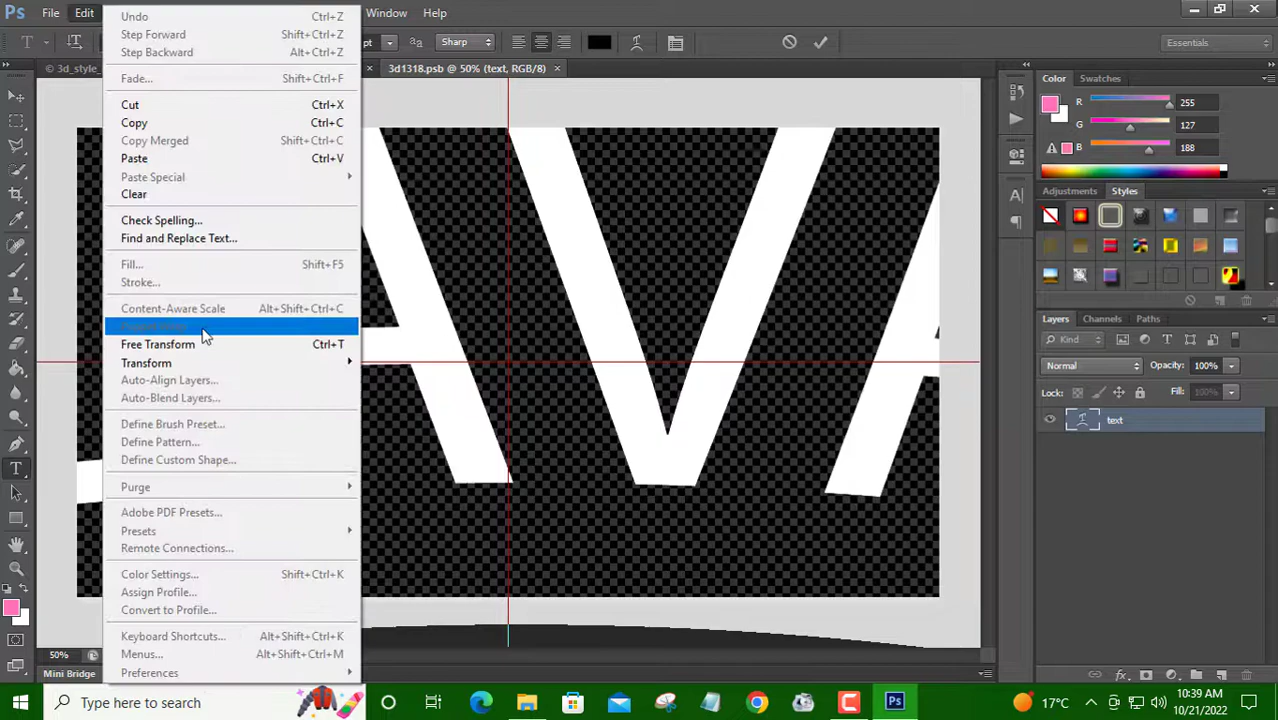 Ps File Edit Window Help
T pt aa Sharp Essentials
© 3d_style_ 3d1318.psb @ 50% (text, RGB/8)
Undo Ctrl+Z
Step Forward Shift+Ctrl+Z
Step Backward Alt+Ctrl+Z
Fade... Shift+Ctrl+F
Cut Ctrl+X
Copy Ctrl+C
Copy Merged Shift+Ctrl+C
Paste Ctrl+V
Paste Special
Clear
Check Spelling...
Find and Replace Text...
Fill... Shift+F5
Stroke...
Content-Aware Scale Alt+Shift+Ctrl+C
Free Transform Ctrl+T
Transform
Auto-Align Layers...
Auto-Blend Layers...
Define Brush Preset...
Define Pattern...
Define Custom Shape...
Purge
Adobe PDF Presets...
Presets
Remote Connections...
Color Settings... Shift+Ctrl+K
Assign Profile...
Convert to Profile...
Keyboard Shortcuts... Alt+Shift+Ctrl+K
Menus... Alt+Shift+Ctrl+M
Preferences
AVA
Color Swatches
R 255
G 127
B 188
Adjustments Styles
Layers Channels Paths
Kind
Normal Opacity: 100%
Lock: Fill: 100%
text
50%
Mini Bridge
Type here to search
17°C
10:39 AM
10/21/2022